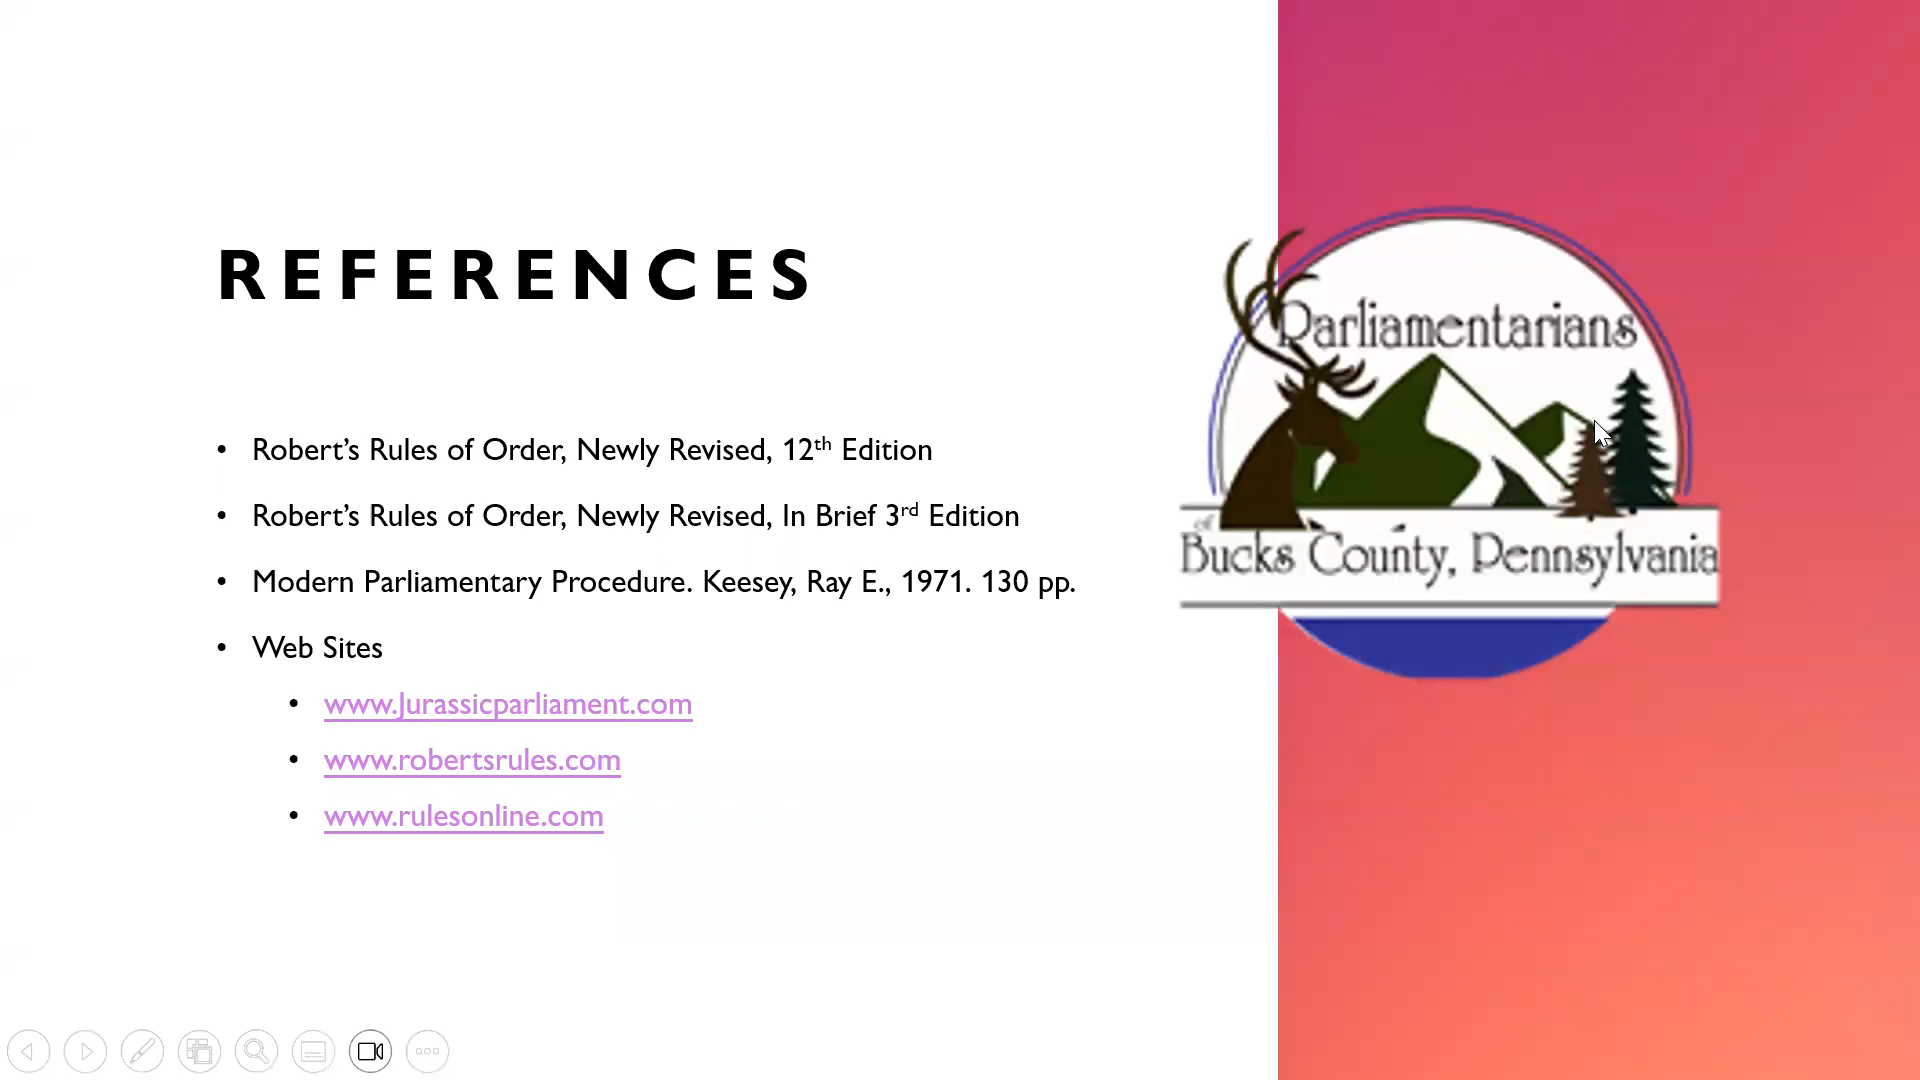 REFERENCES
• Robert's Rules of Order, Newly Revised, 12th Edition
• Robert's Rules of Order, Newly Revised, In Brief 3rd Edition
• Modern Parliamentary Procedure. Keesey, Ray E., 1971. 130 pp.
• Web Sites
• www.Jurassicparliament.com
• www.robertsrules.com
• www.rulesonline.com
Parliamentarians
of
Bucks County, Pennsylvania